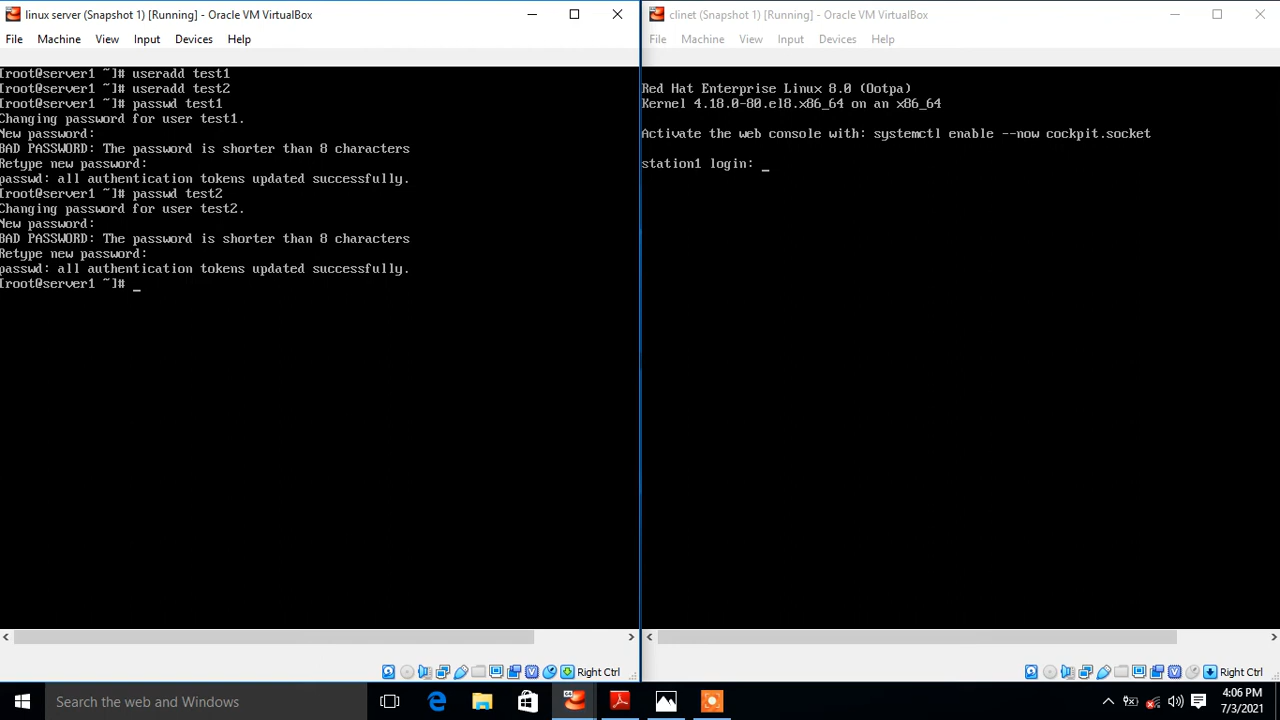 linux server (Snapshot 1) [Running] - Oracle VM VirtualBox
File Machine View Input Devices Help
[root@server1 ~]# useradd test1
[root@server1 ~]# useradd test2
[root@server1 ~]# passwd test1
Changing password for user test1.
New password:
BAD PASSWORD: The password is shorter than 8 characters
Retype new password:
passwd: all authentication tokens updated successfully.
[root@server1 ~]# passwd test2
Changing password for user test2.
New password:
BAD PASSWORD: The password is shorter than 8 characters
Retype new password:
passwd: all authentication tokens updated successfully.
[root@server1 ~]# _
Right Ctrl
clinet (Snapshot 1) [Running] - Oracle VM VirtualBox
File Machine View Input Devices Help
Red Hat Enterprise Linux 8.0 (Ootpa)
Kernel 4.18.0-80.el8.x86_64 on an x86_64
Activate the web console with: systemctl enable --now cockpit.socket
station1 login: _
Right Ctrl
Search the web and Windows
4:06 PM
7/3/2021